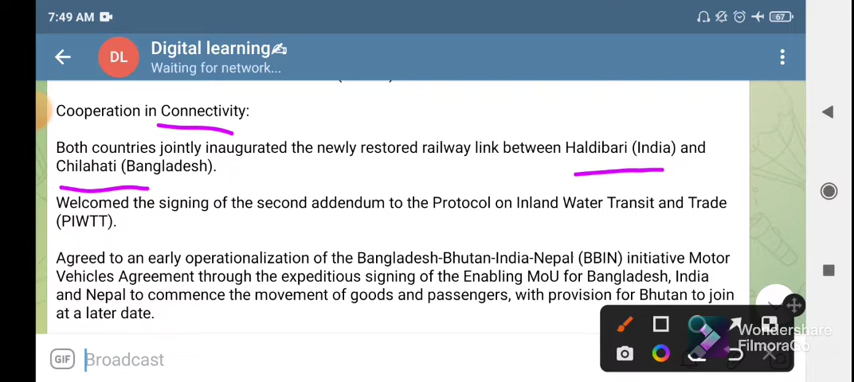 7:49 AM
67
DL
Digital learning✍
Waiting for network...
Cooperation in Connectivity:
Both countries jointly inaugurated the newly restored railway link between Haldibari (India) and
Chilahati (Bangladesh).
Welcomed the signing of the second addendum to the Protocol on Inland Water Transit and Trade
(PIWTT).
Agreed to an early operationalization of the Bangladesh-Bhutan-India-Nepal (BBIN) initiative Motor
Vehicles Agreement through the expeditious signing of the Enabling MoU for Bangladesh, India
and Nepal to commence the movement of goods and passengers, with provision for Bhutan to join
at a later date.
Wondershare
FilmoraGo
GIF
Broadcast